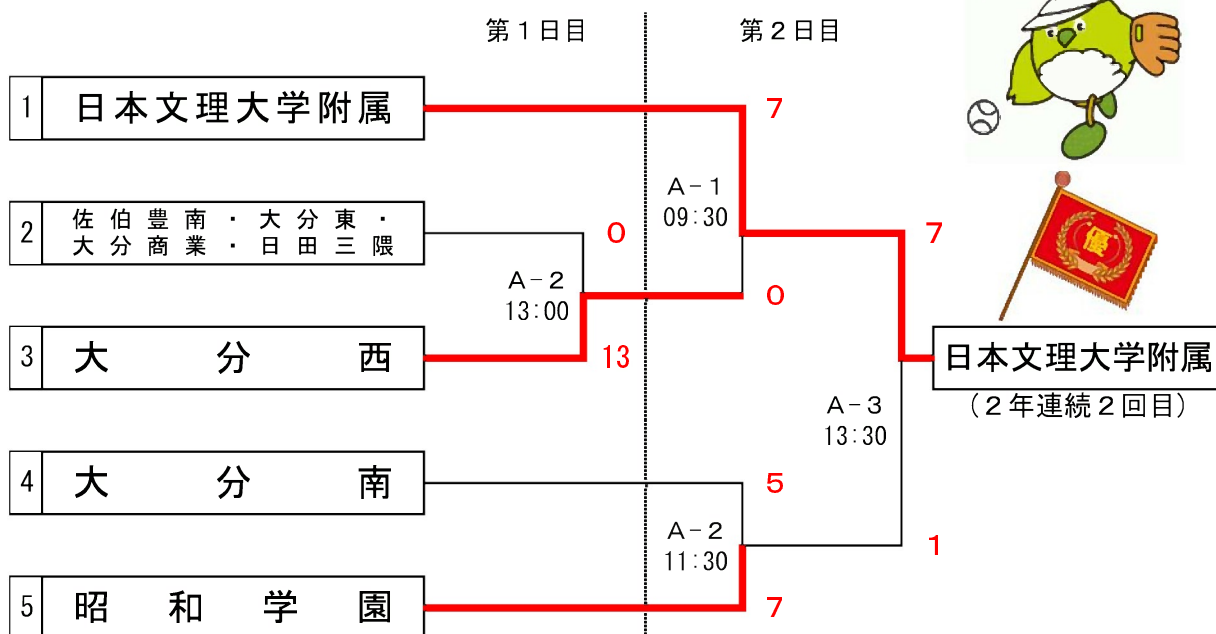 第１日目
第２日目
1
日本文理大学附属
7
A－1
09:30
2
佐伯豊南・大分東・
大分商業・日田三隈
0
7
A－2
13:00
0
優
3
大分西
13
日本文理大学附属
（２年連続２回目）
A－3
13:30
4
大分南
5
A－2
11:30
1
5
昭和学園
7